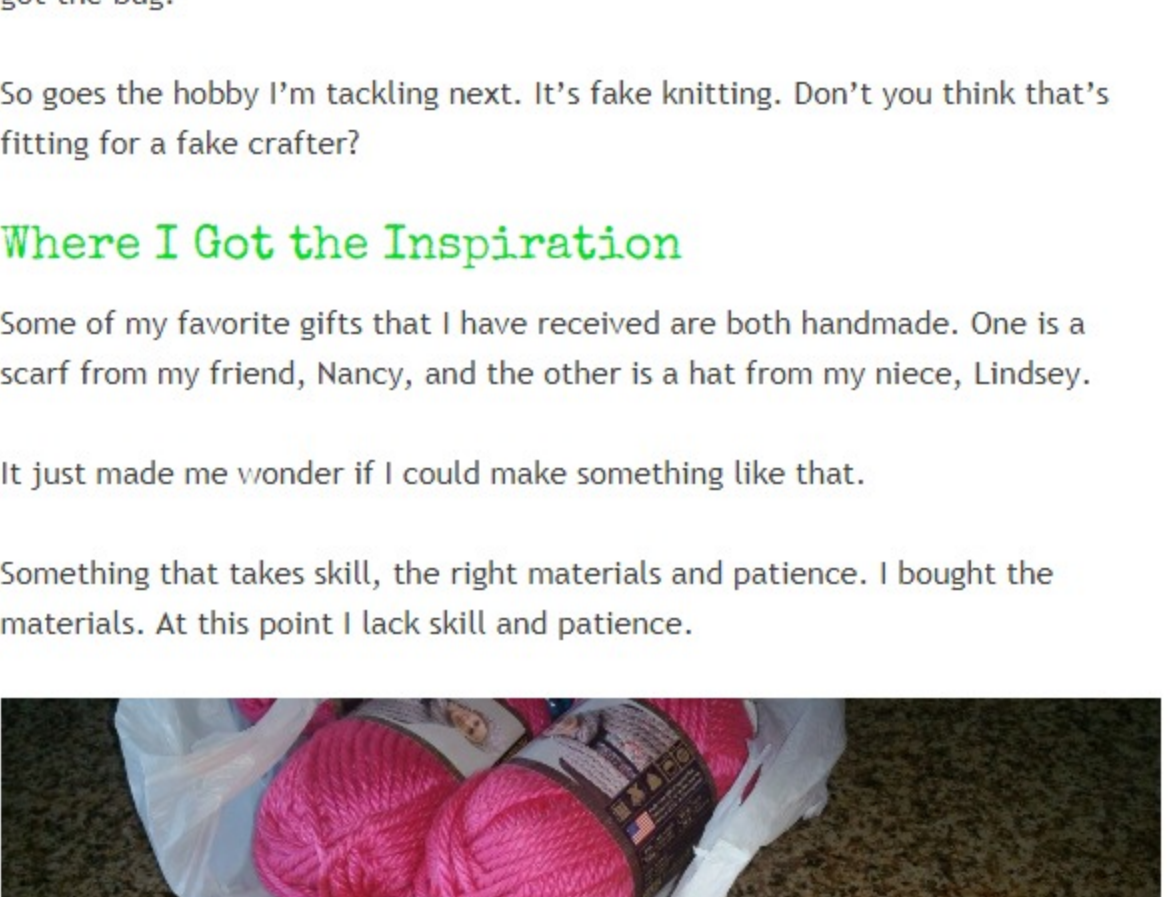 got the bug.
So goes the hobby I’m tackling next. It’s fake knitting. Don’t you think that’s
fitting for a fake crafter?
Where I Got the Inspiration
Some of my favorite gifts that I have received are both handmade. One is a
scarf from my friend, Nancy, and the other is a hat from my niece, Lindsey.
It just made me wonder if I could make something like that.
Something that takes skill, the right materials and patience. I bought the
materials. At this point I lack skill and patience.